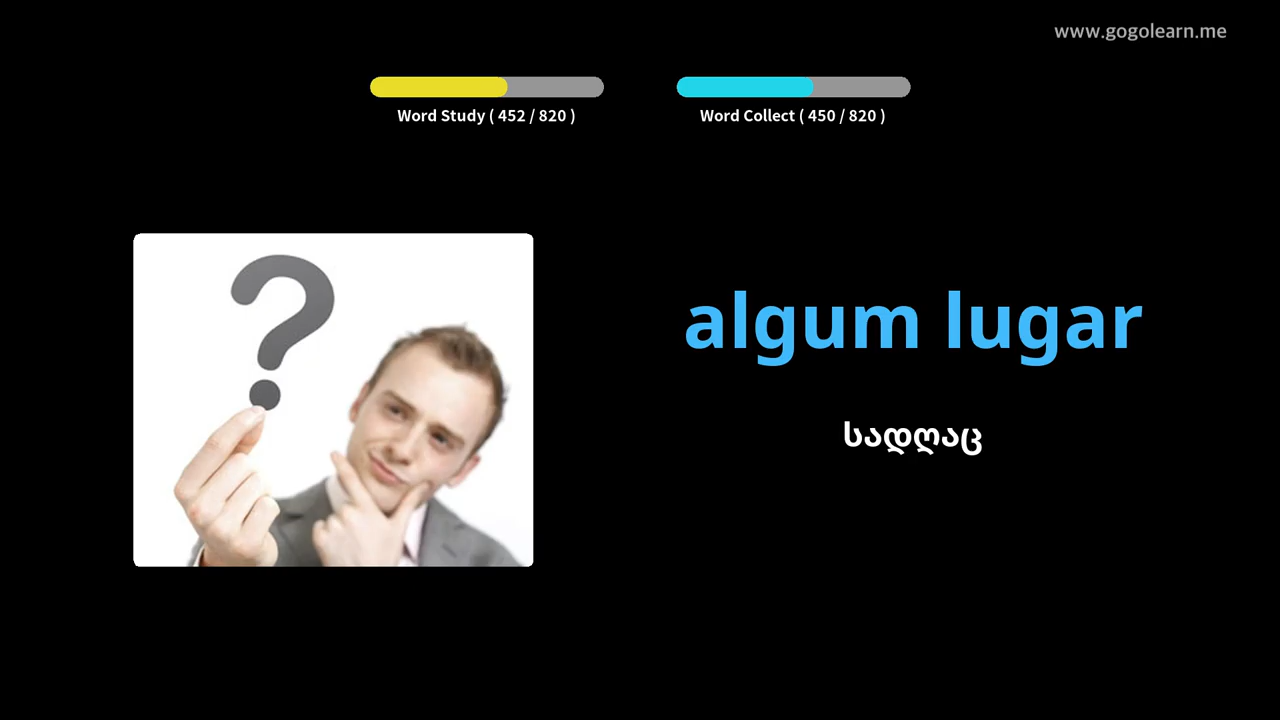 www.gogolearn.me
Word Study ( 452 / 820 )
Word Collect ( 450 / 820 )
algum lugar
სადღაც